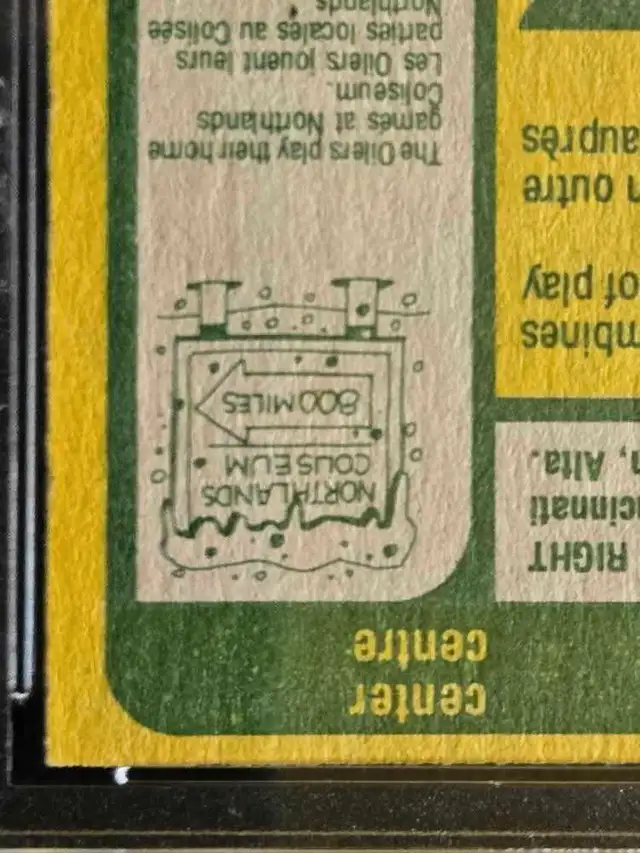 center
centre
RIGHT
cinnati
n, Alta.
mbines
of play
n outre
auprès
NORTHLANDS
COLISEUM
800 MILES
The Oilers play their home
games at Northlands
Coliseum.
Les Oilers jouent leurs
parties locales au Colisée
Northlands